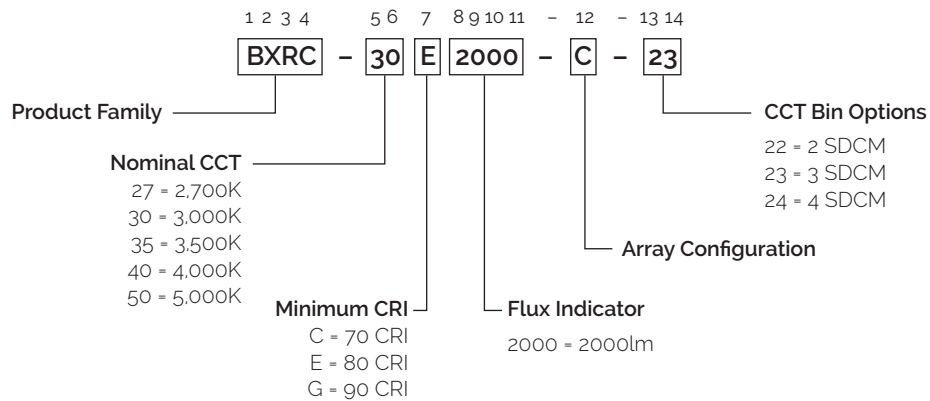 1 2 3 4 5 6 7 8 9 10 11 – 12 – 13 14
BXRC – 30 E 2000 – C – 23
Product Family
CCT Bin Options
22 = 2 SDCM
23 = 3 SDCM
24 = 4 SDCM
Nominal CCT
27 = 2,700K
30 = 3,000K
35 = 3,500K
40 = 4,000K
50 = 5,000K
Array Configuration
Minimum CRI
C = 70 CRI
E = 80 CRI
G = 90 CRI
Flux Indicator
2000 = 2000lm